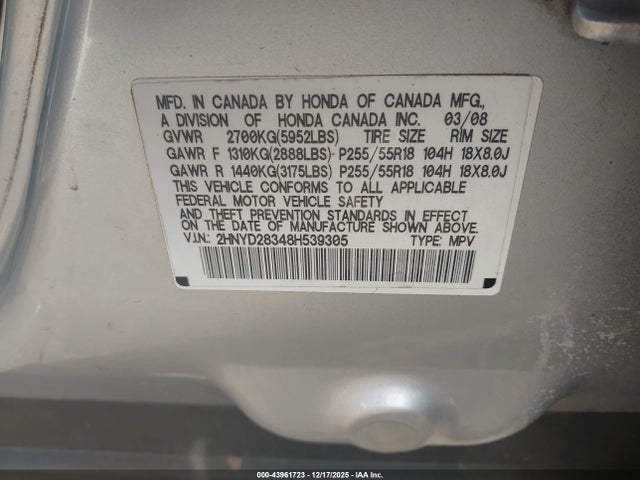 MFD. IN CANADA BY HONDA OF CANADA MFG.,
A DIVISION OF HONDA CANADA INC. 03/08
GVWR 2700KG(5952LBS) TIRE SIZE RIM SIZE
GAWR F 1310KG(2888LBS) P255/55R18 104H 18X8.0J
GAWR R 1440KG(3175LBS) P255/55R18 104H 18X8.0J
THIS VEHICLE CONFORMS TO ALL APPLICABLE
FEDERAL MOTOR VEHICLE SAFETY
AND THEFT PREVENTION STANDARDS IN EFFECT
ON THE DATE OF MANUFACTURE SHOWN ABOVE.
V.I.N.: 2HNYD28348H539305 TYPE: MPV
000-43961723 - 12/17/2025 - IAA Inc.